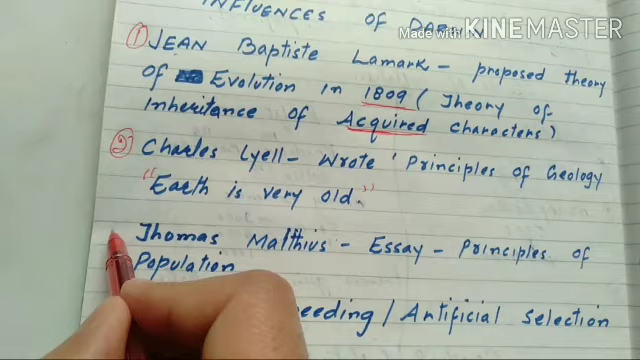 INFLUENCES OF
Made with KINEMASTER
① JEAN Baptiste Lamark - proposed theory
of Evolution in 1809 ( Theory of
inheritance of Acquired characters)
② Charles Lyell - Wrote 'Principles of Geology
"Earth is very old."
Thomas Malthius - Essay - Principles of
Population
eeding / Artificial selection